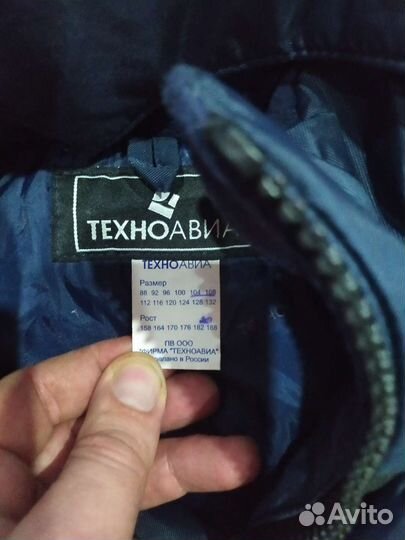 ТЕХНОАВИА
ТЕХНОАВИА
Размер
88 92 96 100 104 108
112 116 120 124 128 132
Рост
158 164 170 176 182 188
ПВ ООО
"ФИРМА "ТЕХНОАВИА"
Сделано в России
Avito